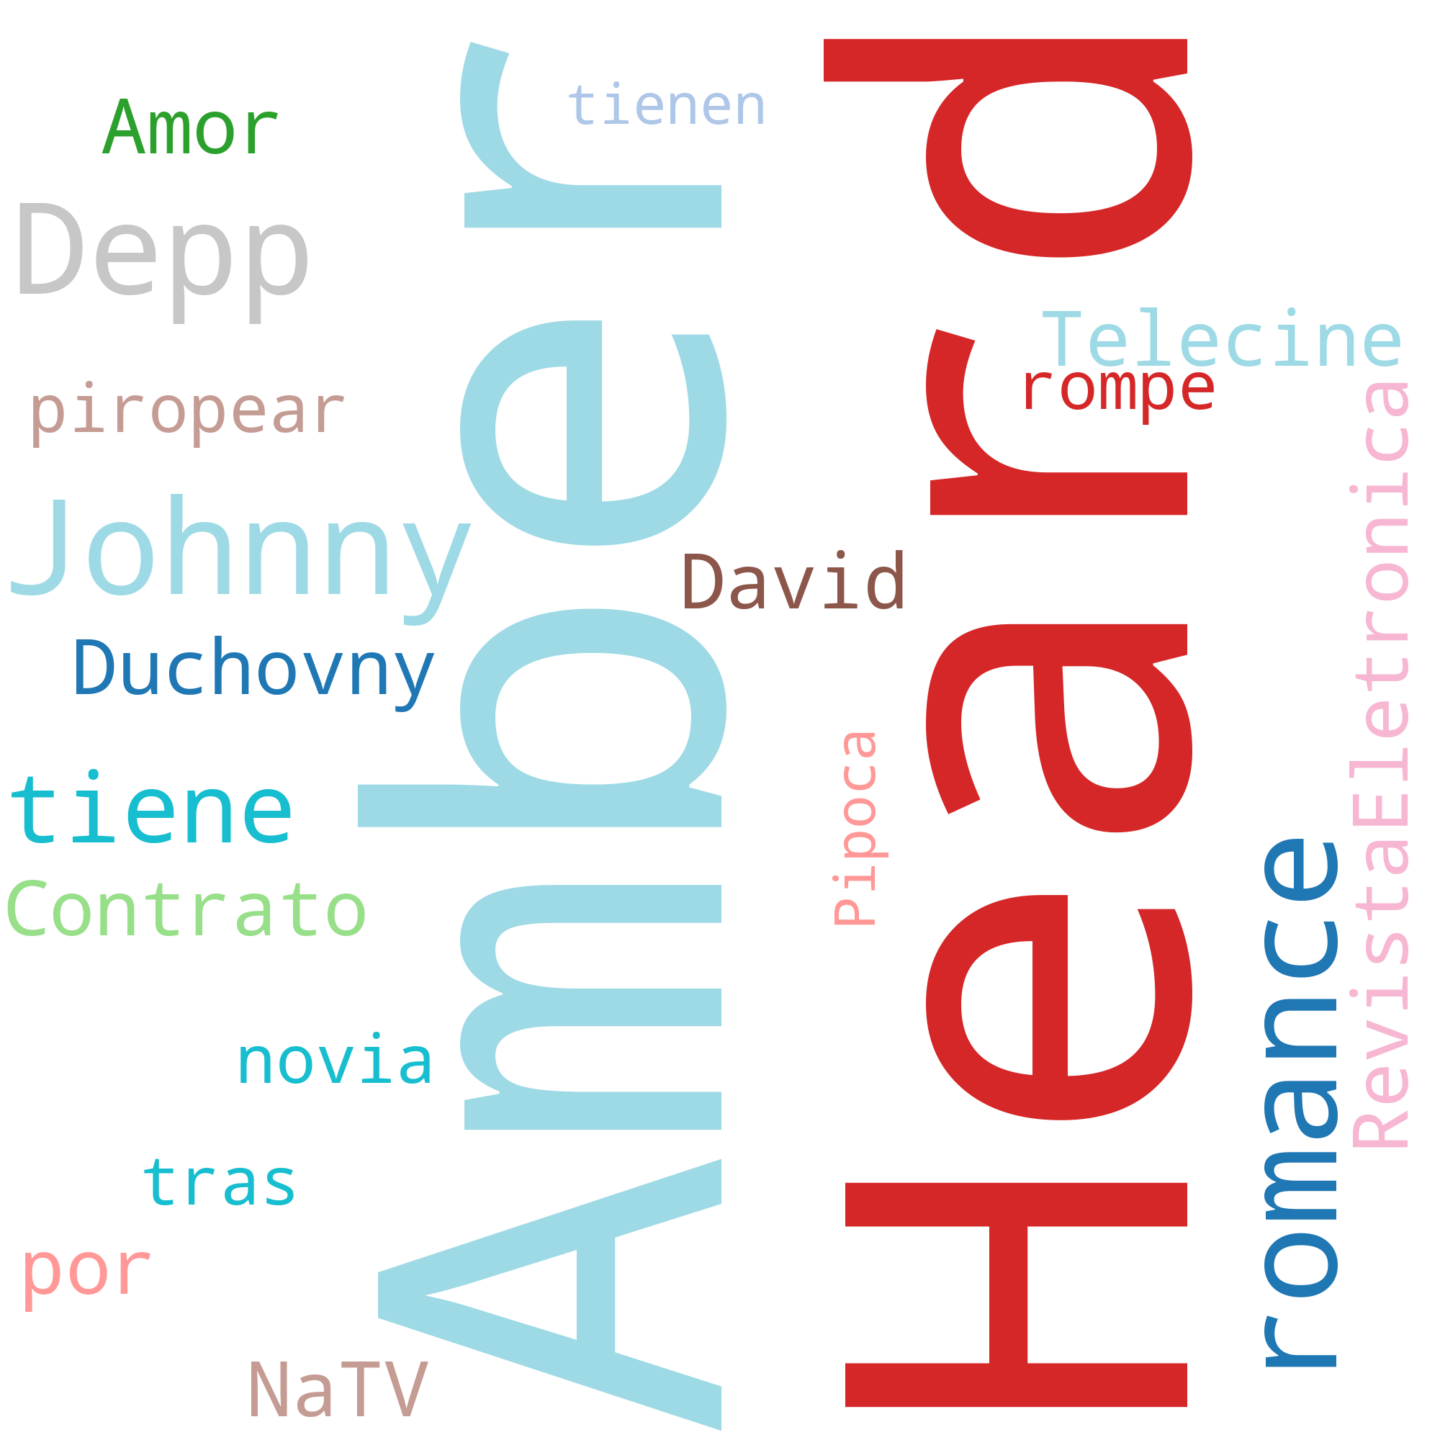 Amor
tienen
Depp
piropear
Johnny
Duchovny
tiene
Contrato
novia
tras
por
NaTV
Amber
David
Pipoca
Heard
Telecine
rompe
romance
RevistaEletronica